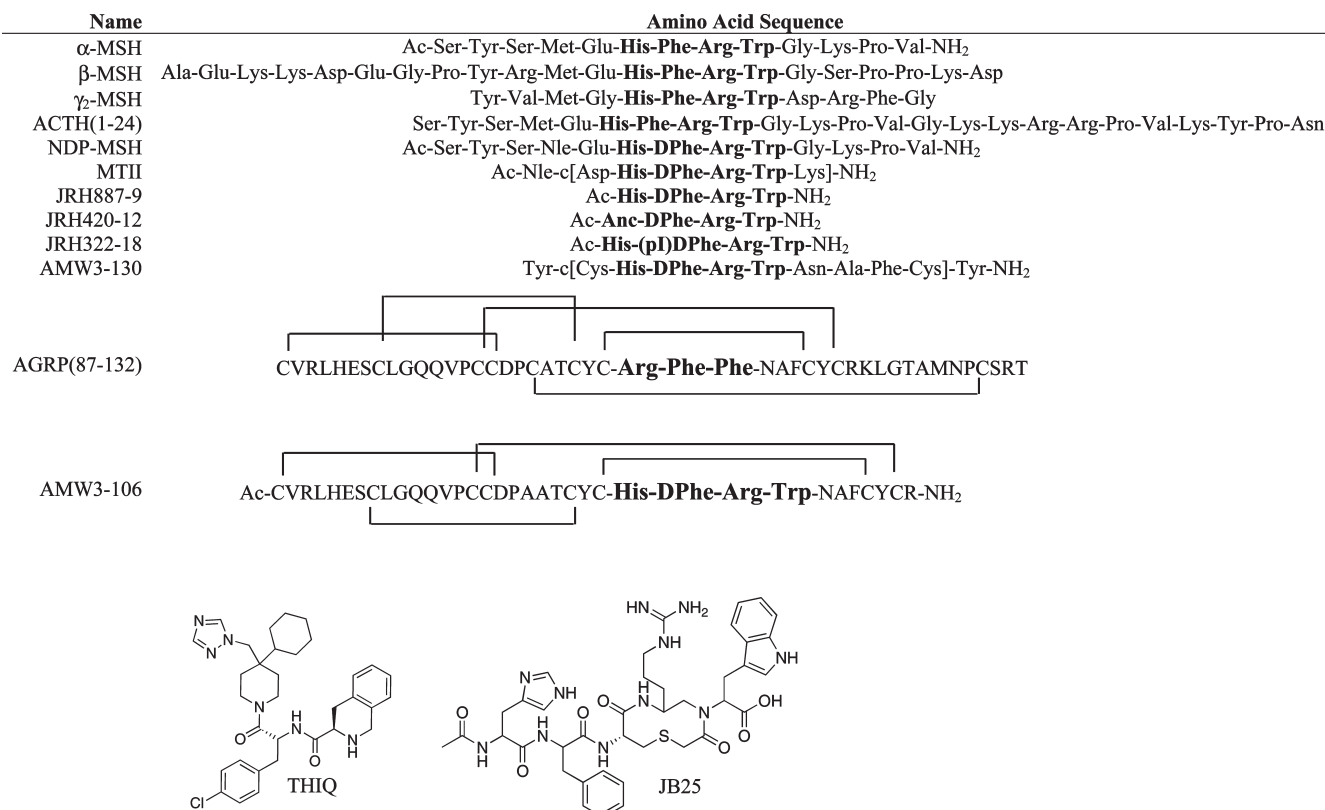 Name Amino Acid Sequence
α-MSH Ac-Ser-Tyr-Ser-Met-Glu-His-Phe-Arg-Trp-Gly-Lys-Pro-Val-NH₂
β-MSH Ala-Glu-Lys-Lys-Asp-Glu-Gly-Pro-Tyr-Arg-Met-Glu-His-Phe-Arg-Trp-Gly-Ser-Pro-Pro-Lys-Asp
γ₂-MSH Tyr-Val-Met-Gly-His-Phe-Arg-Trp-Asp-Arg-Phe-Gly
ACTH(1-24) Ser-Tyr-Ser-Met-Glu-His-Phe-Arg-Trp-Gly-Lys-Pro-Val-Gly-Lys-Lys-Arg-Arg-Pro-Val-Lys-Tyr-Pro-Asn
NDP-MSH Ac-Ser-Tyr-Ser-Nle-Glu-His-DPhe-Arg-Trp-Gly-Lys-Pro-Val-NH₂
MTII Ac-Nle-c[Asp-His-DPhe-Arg-Trp-Lys]-NH₂
JRH887-9 Ac-His-DPhe-Arg-Trp-NH₂
JRH420-12 Ac-Anc-DPhe-Arg-Trp-NH₂
JRH322-18 Ac-His-(pI)DPhe-Arg-Trp-NH₂
AMW3-130 Tyr-c[Cys-His-DPhe-Arg-Trp-Asn-Ala-Phe-Cys]-Tyr-NH₂
AGRP(87-132) CVRLHESCLGQQVPCCDPCATCYC-Arg-Phe-Phe-NAFCYCRKLGTAMNPCSRT
AMW3-106 Ac-CVRLHESCLGQQVPCCDPAATCYC-His-DPhe-Arg-Trp-NAFCYCR-NH₂
HN NH₂
NH
N N N
N NH
NH
H N
O O O N OH
N
H N
O N H
O
N H
H N
O
N H
S
O
O
O
Cl
THIQ
JB25